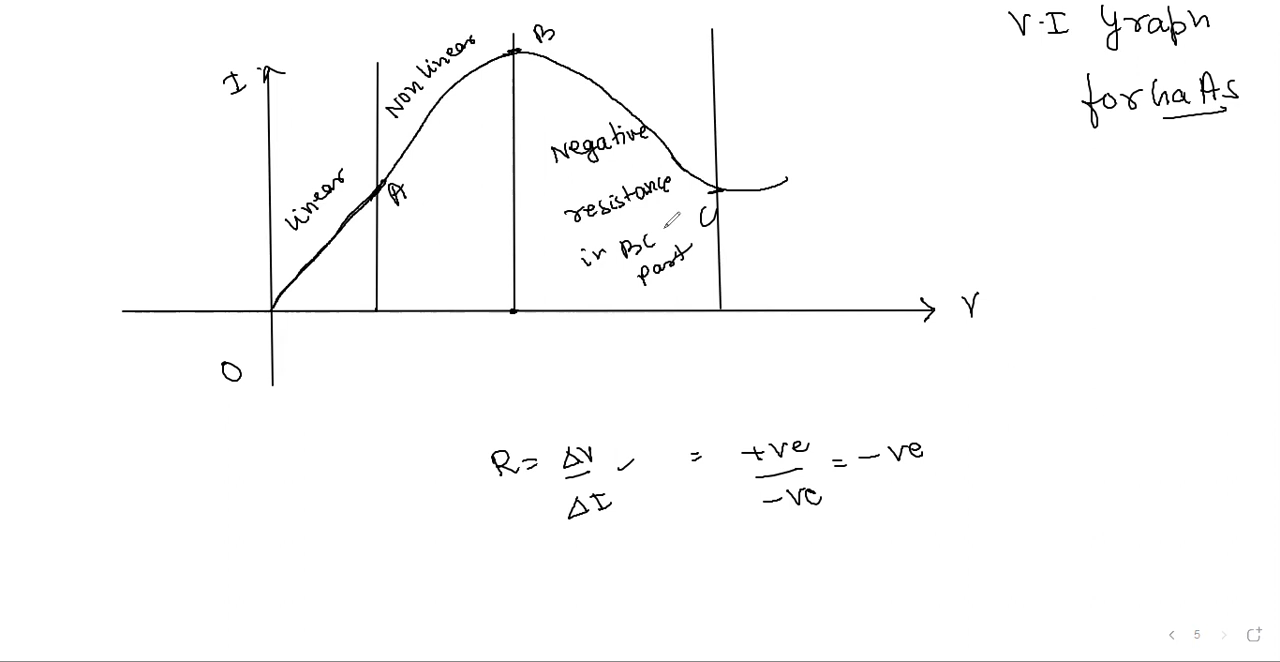 V-I Graph
for GaAs
I
B
Non linear
linear
A
Negative
resistance
in BC
part
C
V
O
R = ΔV/ΔI ✓ = +ve/-ve = -ve
5